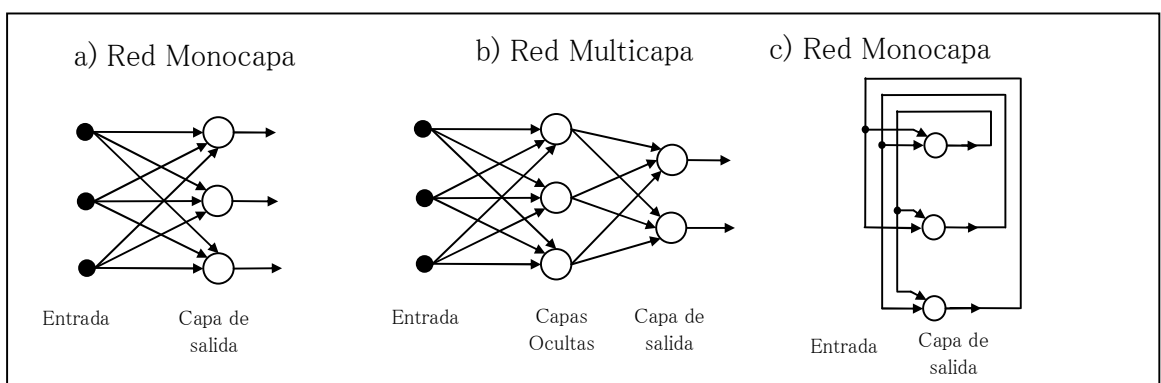 a) Red Monocapa
Entrada
Capa de
salida
b) Red Multicapa
Entrada
Capas
Ocultas
Capa de
salida
c) Red Monocapa
Entrada
Capa de
salida